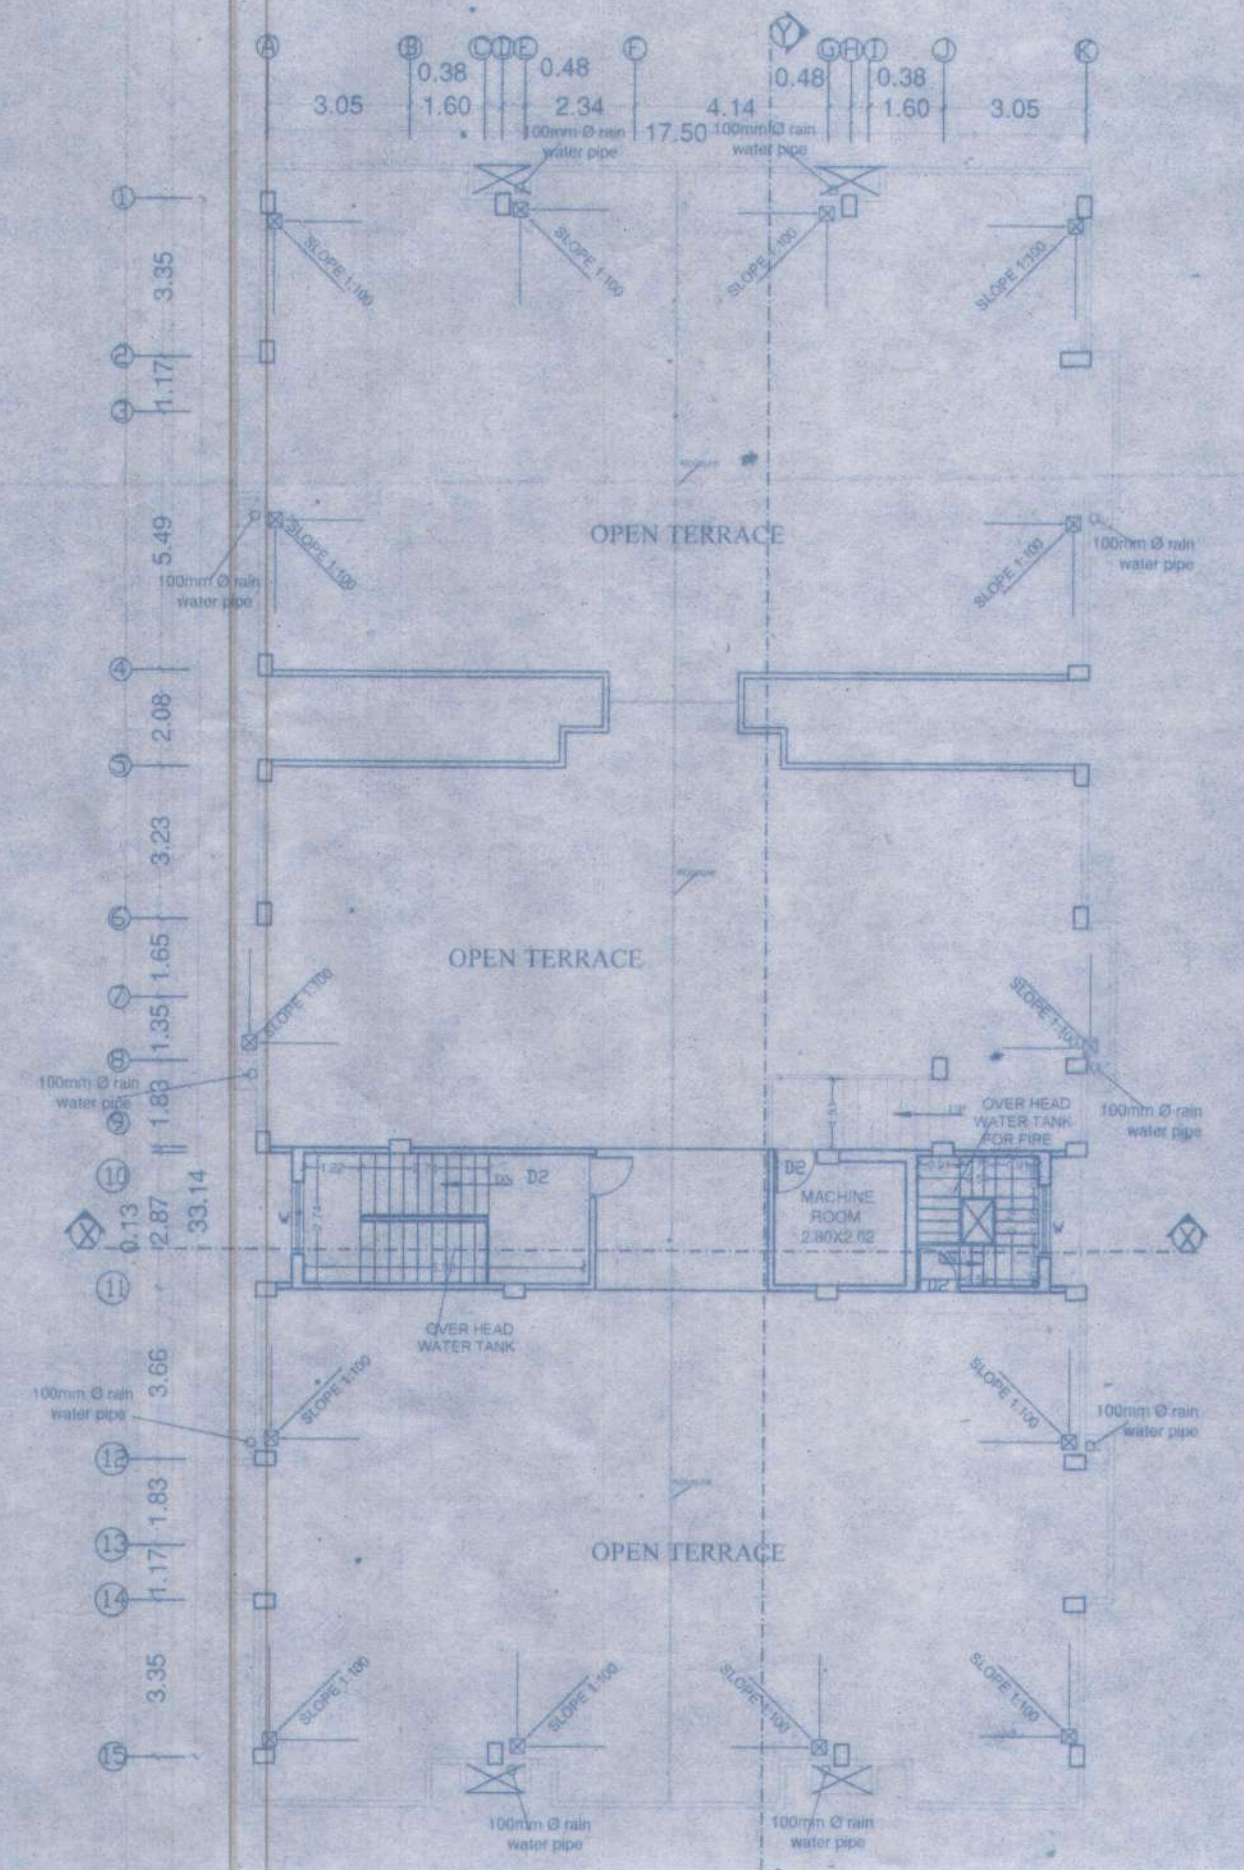 A B C D E F Y G H I J K
0.38 0.48 0.48 0.38
3.05 1.60 2.34 4.14 1.60 3.05
17.50
100mm Ø rain
water pipe
100mm Ø rain
water pipe
1
SLOPE 1:100
SLOPE 1:100
SLOPE 1:100
SLOPE 1:100
3.35
2
1.17
3
OPEN TERRACE
5.49
SLOPE 1:100
SLOPE 1:100
100mm Ø rain
water pipe
100mm Ø rain
water pipe
4
2.08
5
3.23
6
OPEN TERRACE
1.65
7
SLOPE 1:100
SLOPE 1:100
1.35
8
100mm Ø rain
water pipe
1.83
9
UP
OVER HEAD
WATER TANK
FOR FIRE
100mm Ø rain
water pipe
10
1.22
DN
D2
D2
MACHINE
ROOM
2.80X2.62
2.74
0.13
2.87
33.14
X
X
D2
11
OVER HEAD
WATER TANK
3.66
SLOPE 1:100
SLOPE 1:100
100mm Ø rain
water pipe
100mm Ø rain
water pipe
12
1.83
13
OPEN TERRACE
1.17
14
3.35
SLOPE 1:100
SLOPE 1:100
SLOPE 1:100
SLOPE 1:100
15
100mm Ø rain
water pipe
100mm Ø rain
water pipe